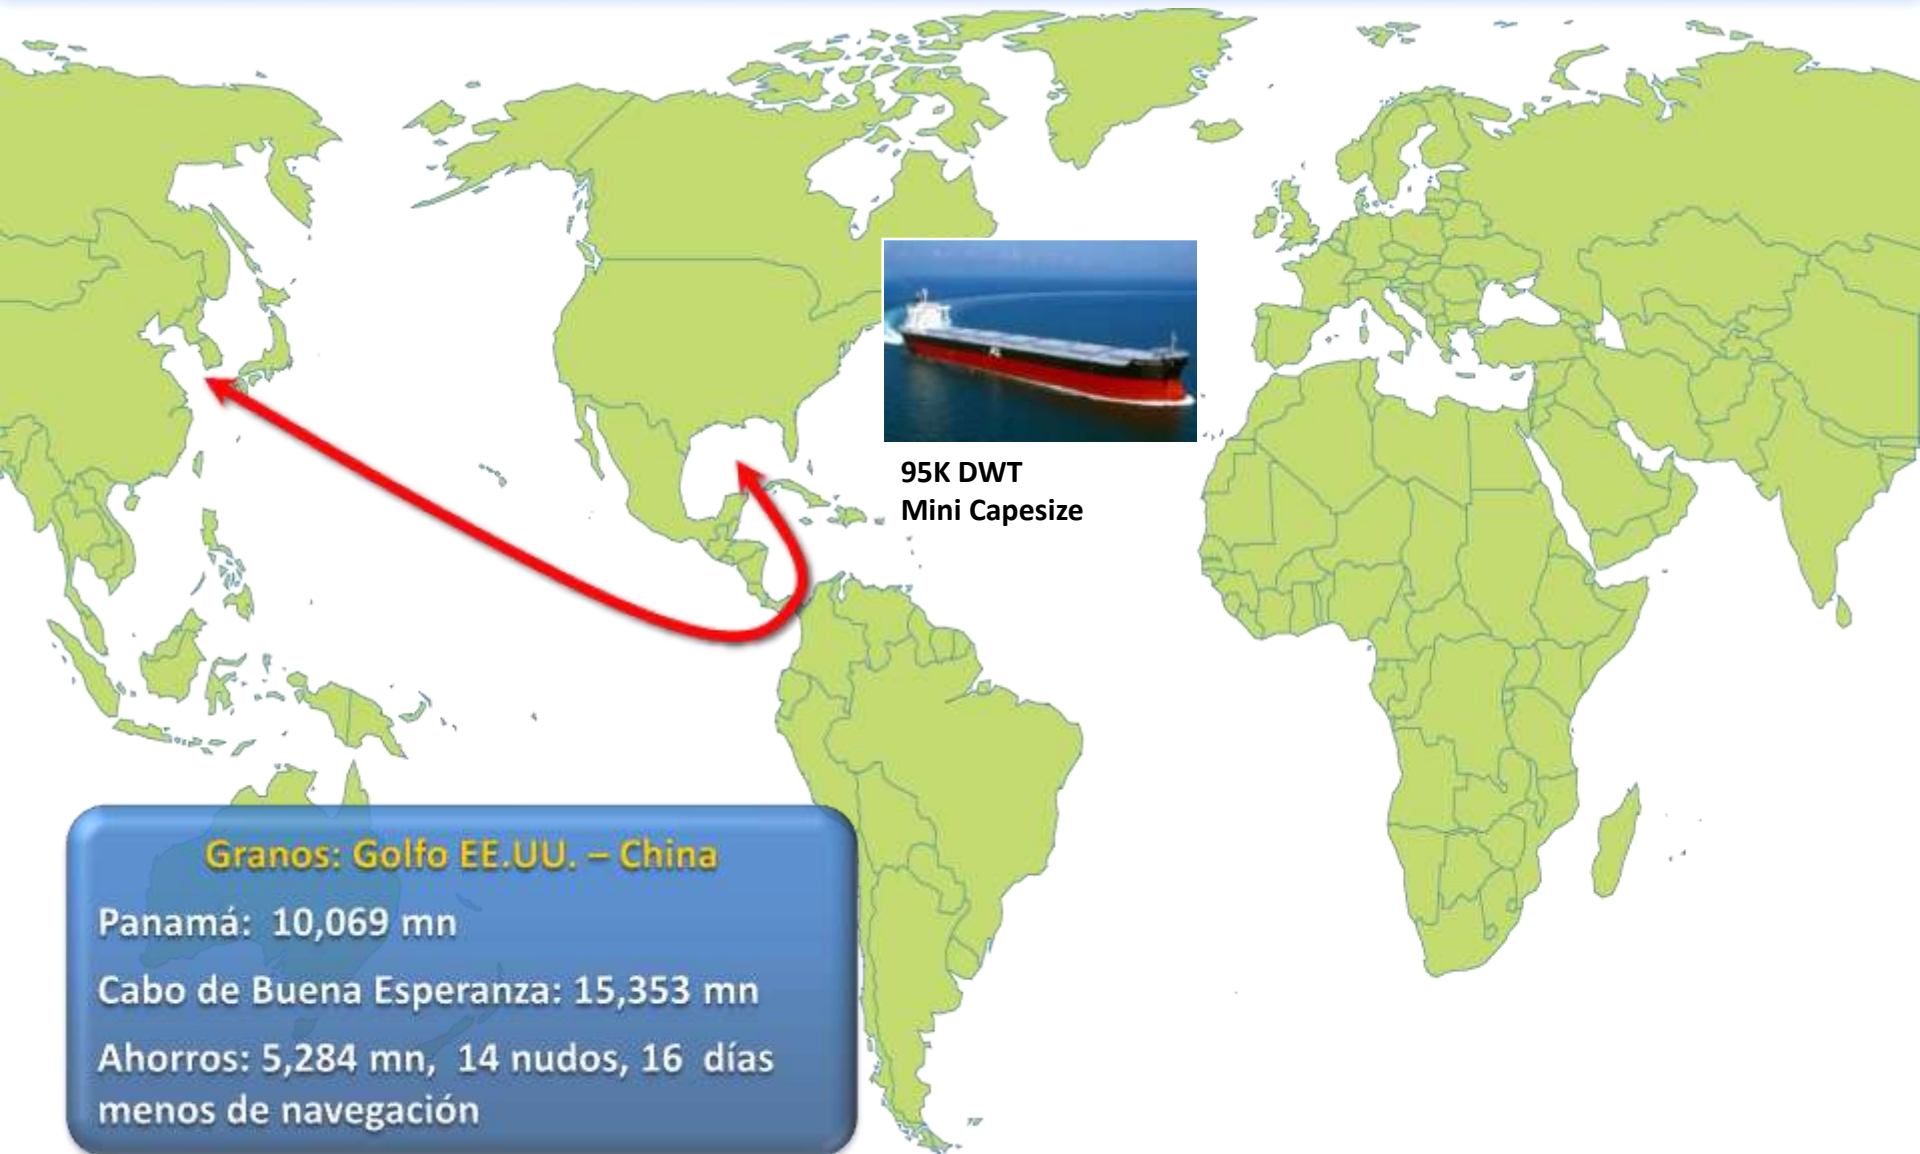 95K DWT
Mini Capesize
Granos: Golfo EE.UU. – China
Panamá: 10,069 mn
Cabo de Buena Esperanza: 15,353 mn
Ahorros: 5,284 mn, 14 nudos, 16 días
menos de navegación